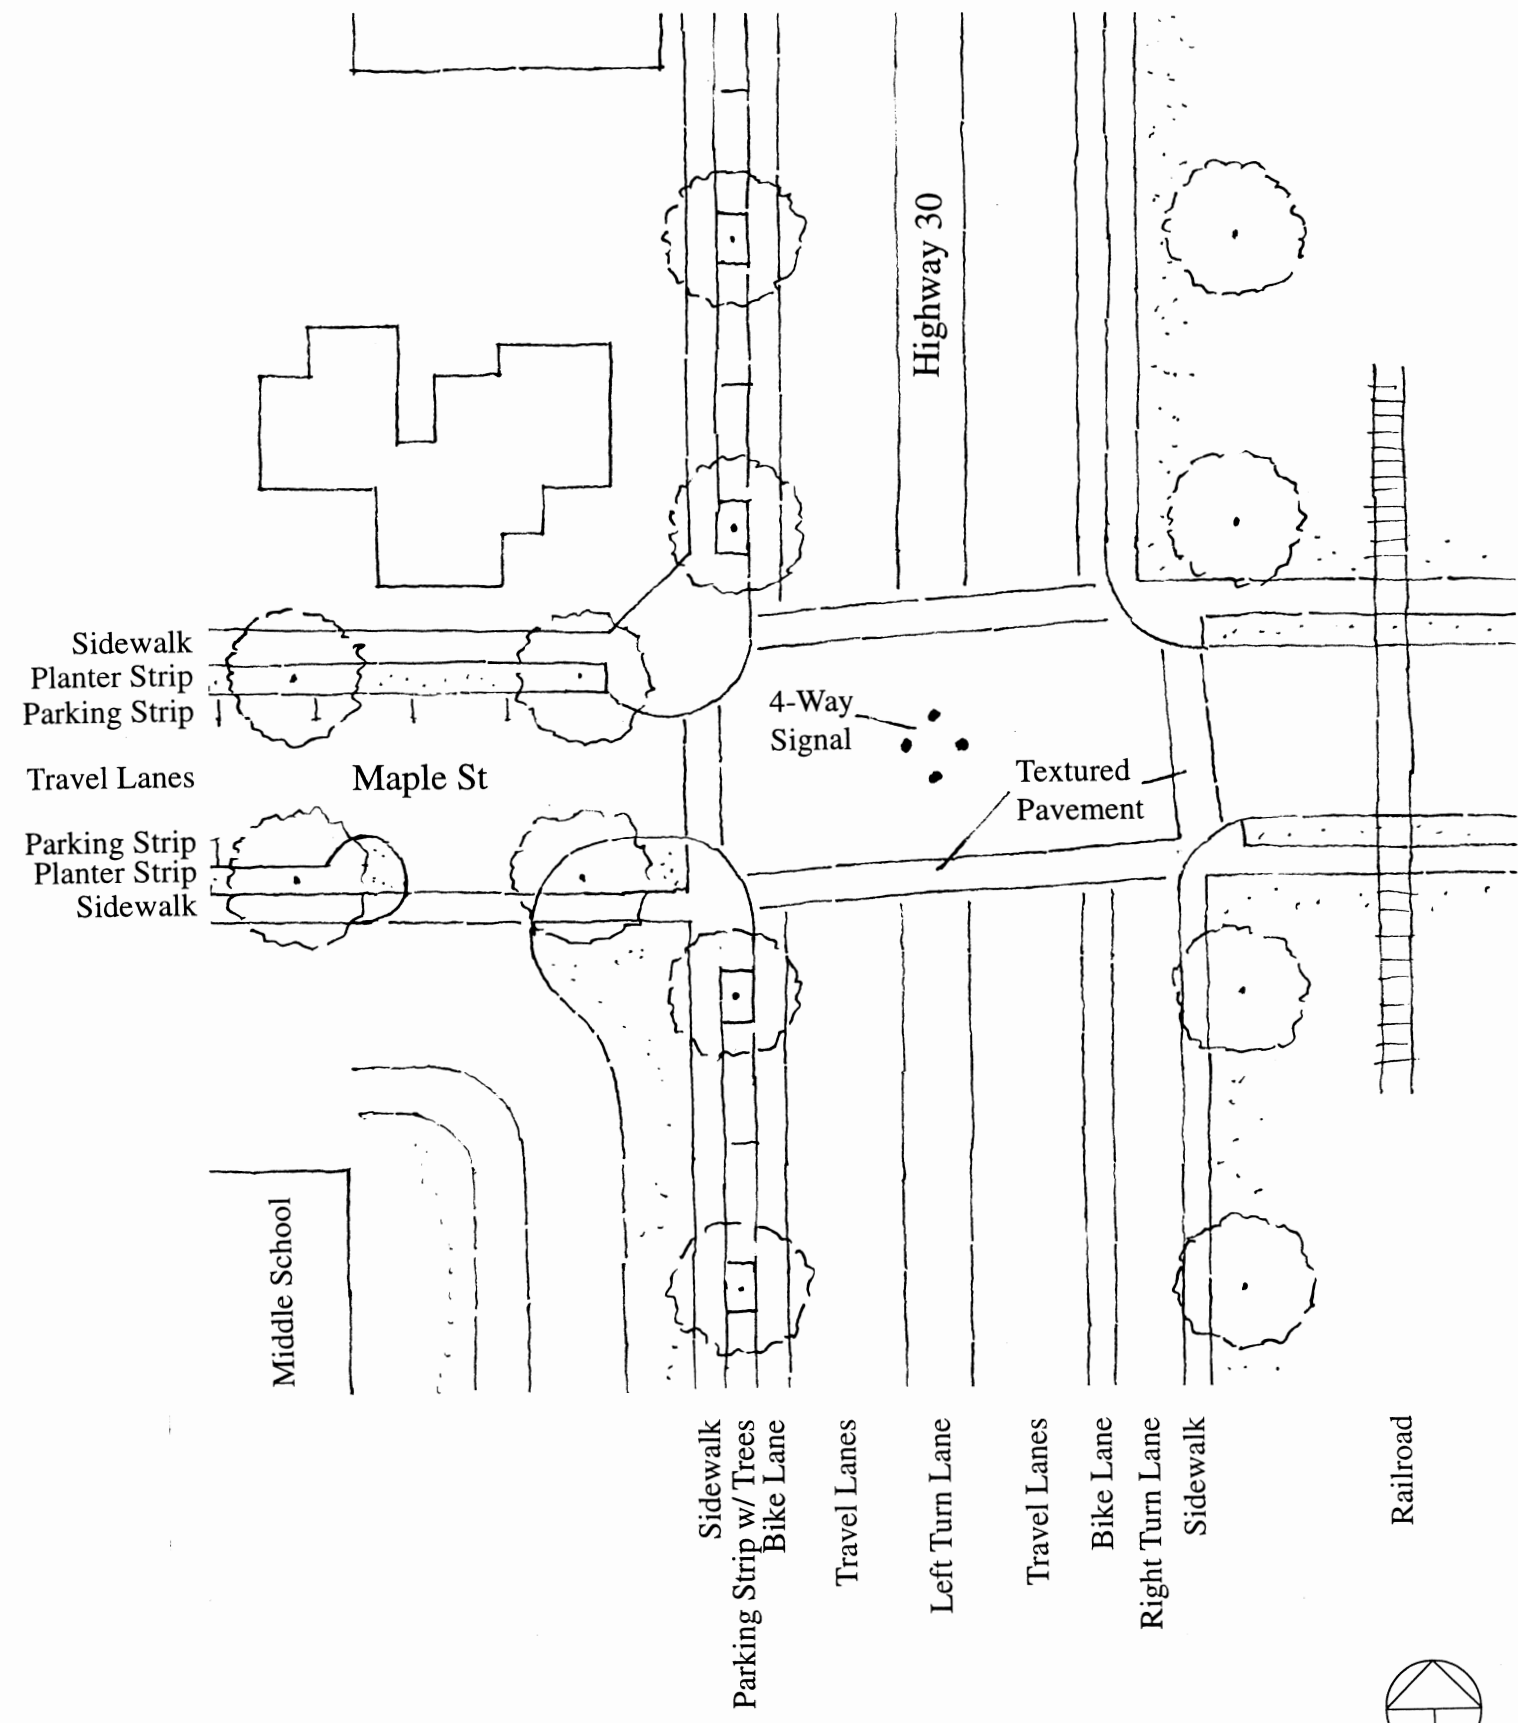 Highway 30
Sidewalk
Planter Strip
Parking Strip
4-Way
Signal
Travel Lanes
Maple St
Textured
Pavement
Parking Strip
Planter Strip
Sidewalk
Middle School
Sidewalk
Parking Strip w/ Trees
Bike Lane
Travel Lanes
Left Turn Lane
Travel Lanes
Bike Lane
Right Turn Lane
Sidewalk
Railroad